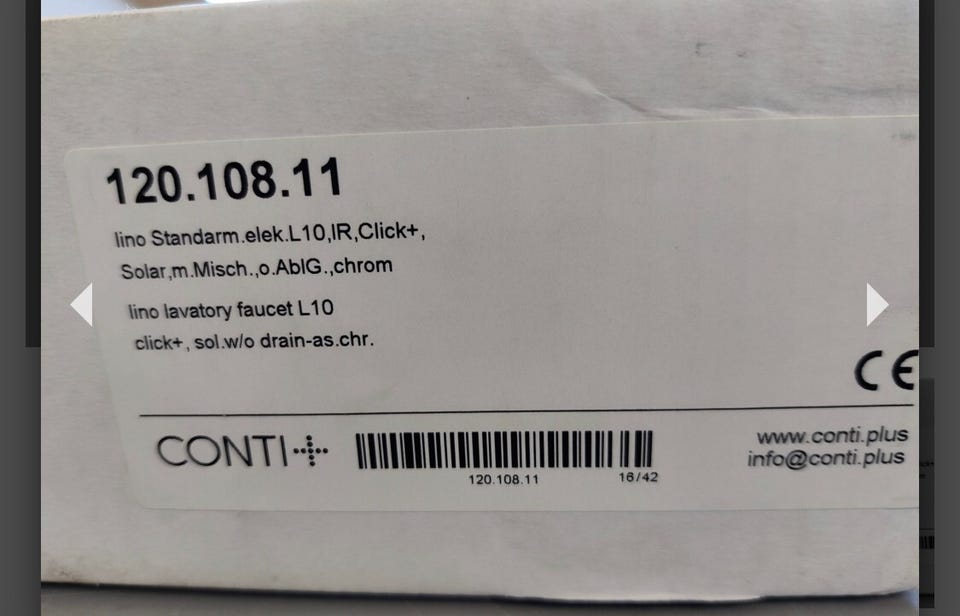 120.108.11
lino Standarm.elek.L10,IR,Click+,
Solar,m.Misch.,o.AblG.,chrom
lino lavatory faucet L10
click+, sol.w/o drain-as.chr.
CE
CONTI+
120.108.11
16/42
www.conti.plus
info@conti.plus